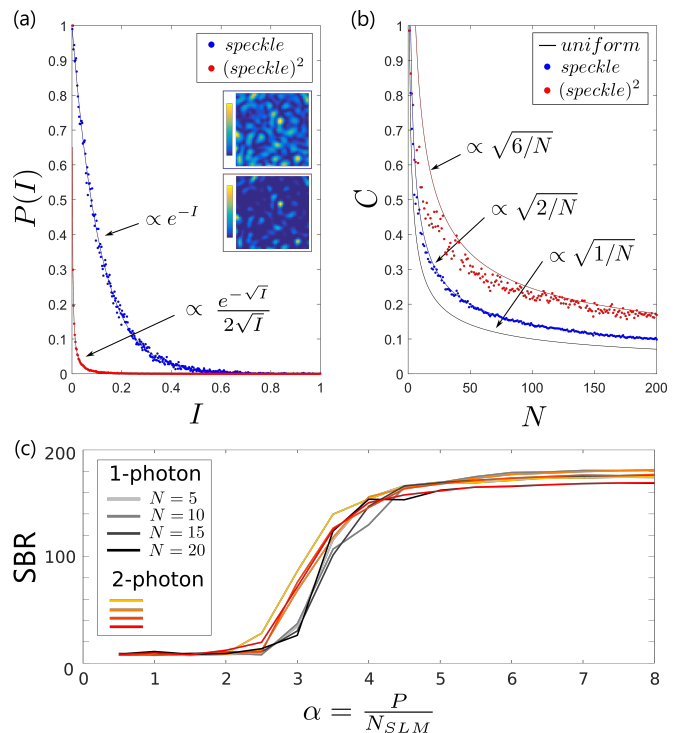 (a)
speckle
(speckle)²
P(I)
1
0.9
0.8
0.7
0.6
0.5
0.4
0.3
0.2
0.1
0
∝ e^{-I}
∝ e^{-√I} / 2√I
0 0.2 0.4 0.6 0.8 1
I
(b)
uniform
speckle
(speckle)²
C
1
0.9
0.8
0.7
0.6
0.5
0.4
0.3
0.2
0.1
0
∝ √6/N
∝ √2/N
∝ √1/N
0 50 100 150 200
N
(c)
SBR
200
100
0
1-photon
N = 5
N = 10
N = 15
N = 20
2-photon
0 1 2 3 4 5 6 7 8
α = P / N_{SLM}